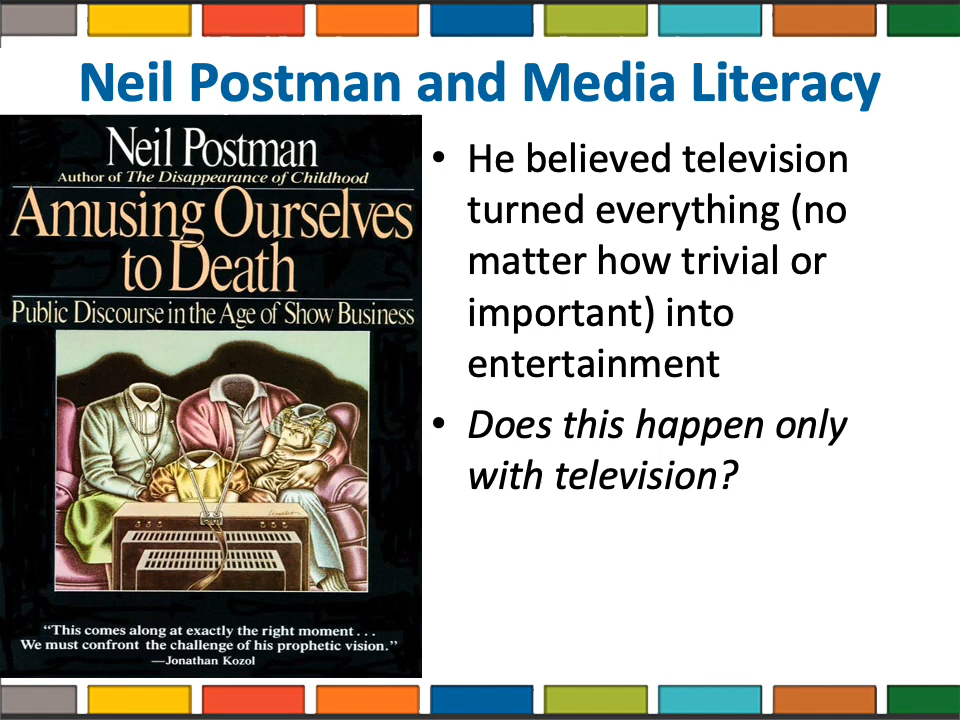 Neil Postman and Media Literacy
Neil Postman
Author of The Disappearance of Childhood
Amusing Ourselves
to Death
Public Discourse in the Age of Show Business
“This comes along at exactly the right moment . . .
We must confront the challenge of his prophetic vision.”
—Jonathan Kozol
• He believed television
turned everything (no
matter how trivial or
important) into
entertainment
• Does this happen only
with television?